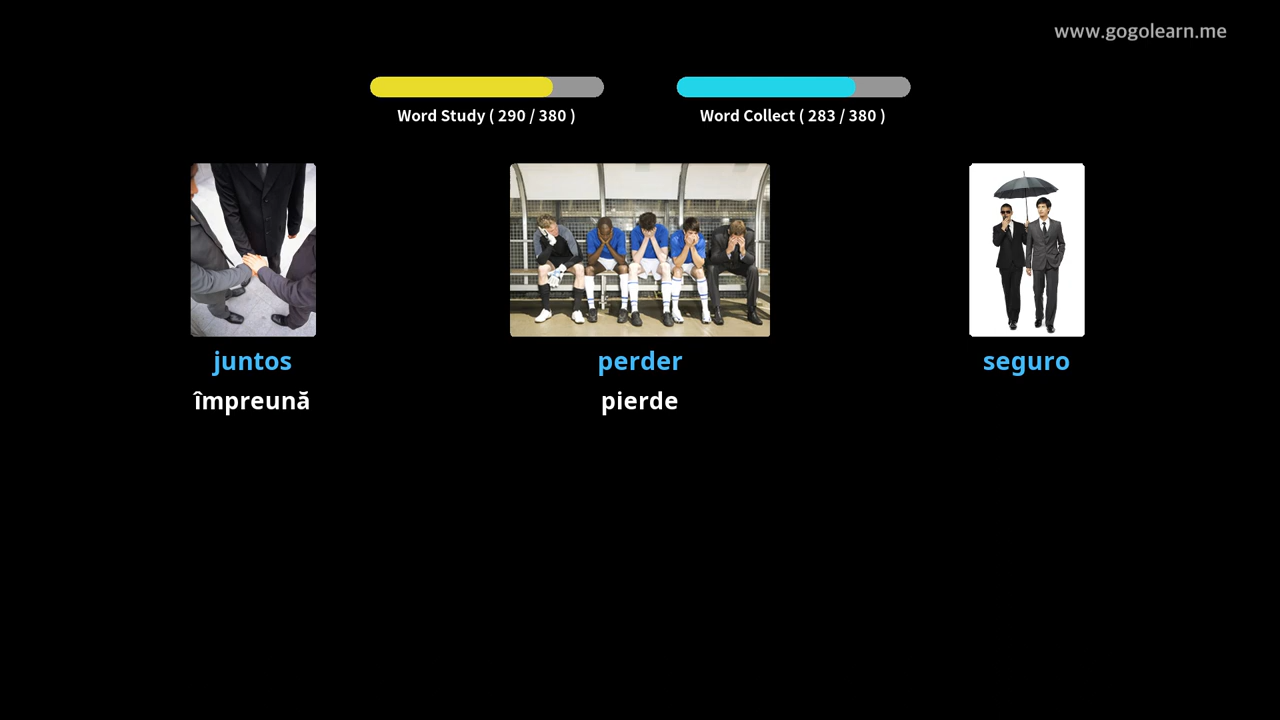 www.gogolearn.me
Word Study ( 290 / 380 )
Word Collect ( 283 / 380 )
juntos
împreună
perder
pierde
seguro